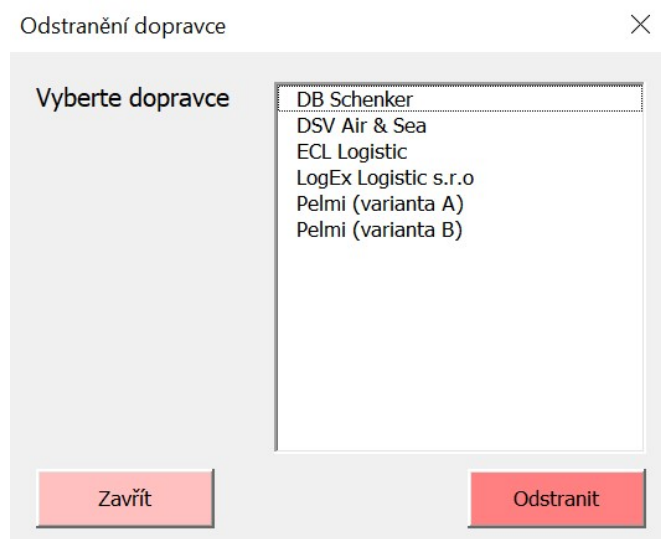 Odstranění dopravce
Vyberte dopravce
DB Schenker
DSV Air & Sea
ECL Logistic
LogEx Logistic s.r.o
Pelmi (varianta A)
Pelmi (varianta B)
Zavřít
Odstranit